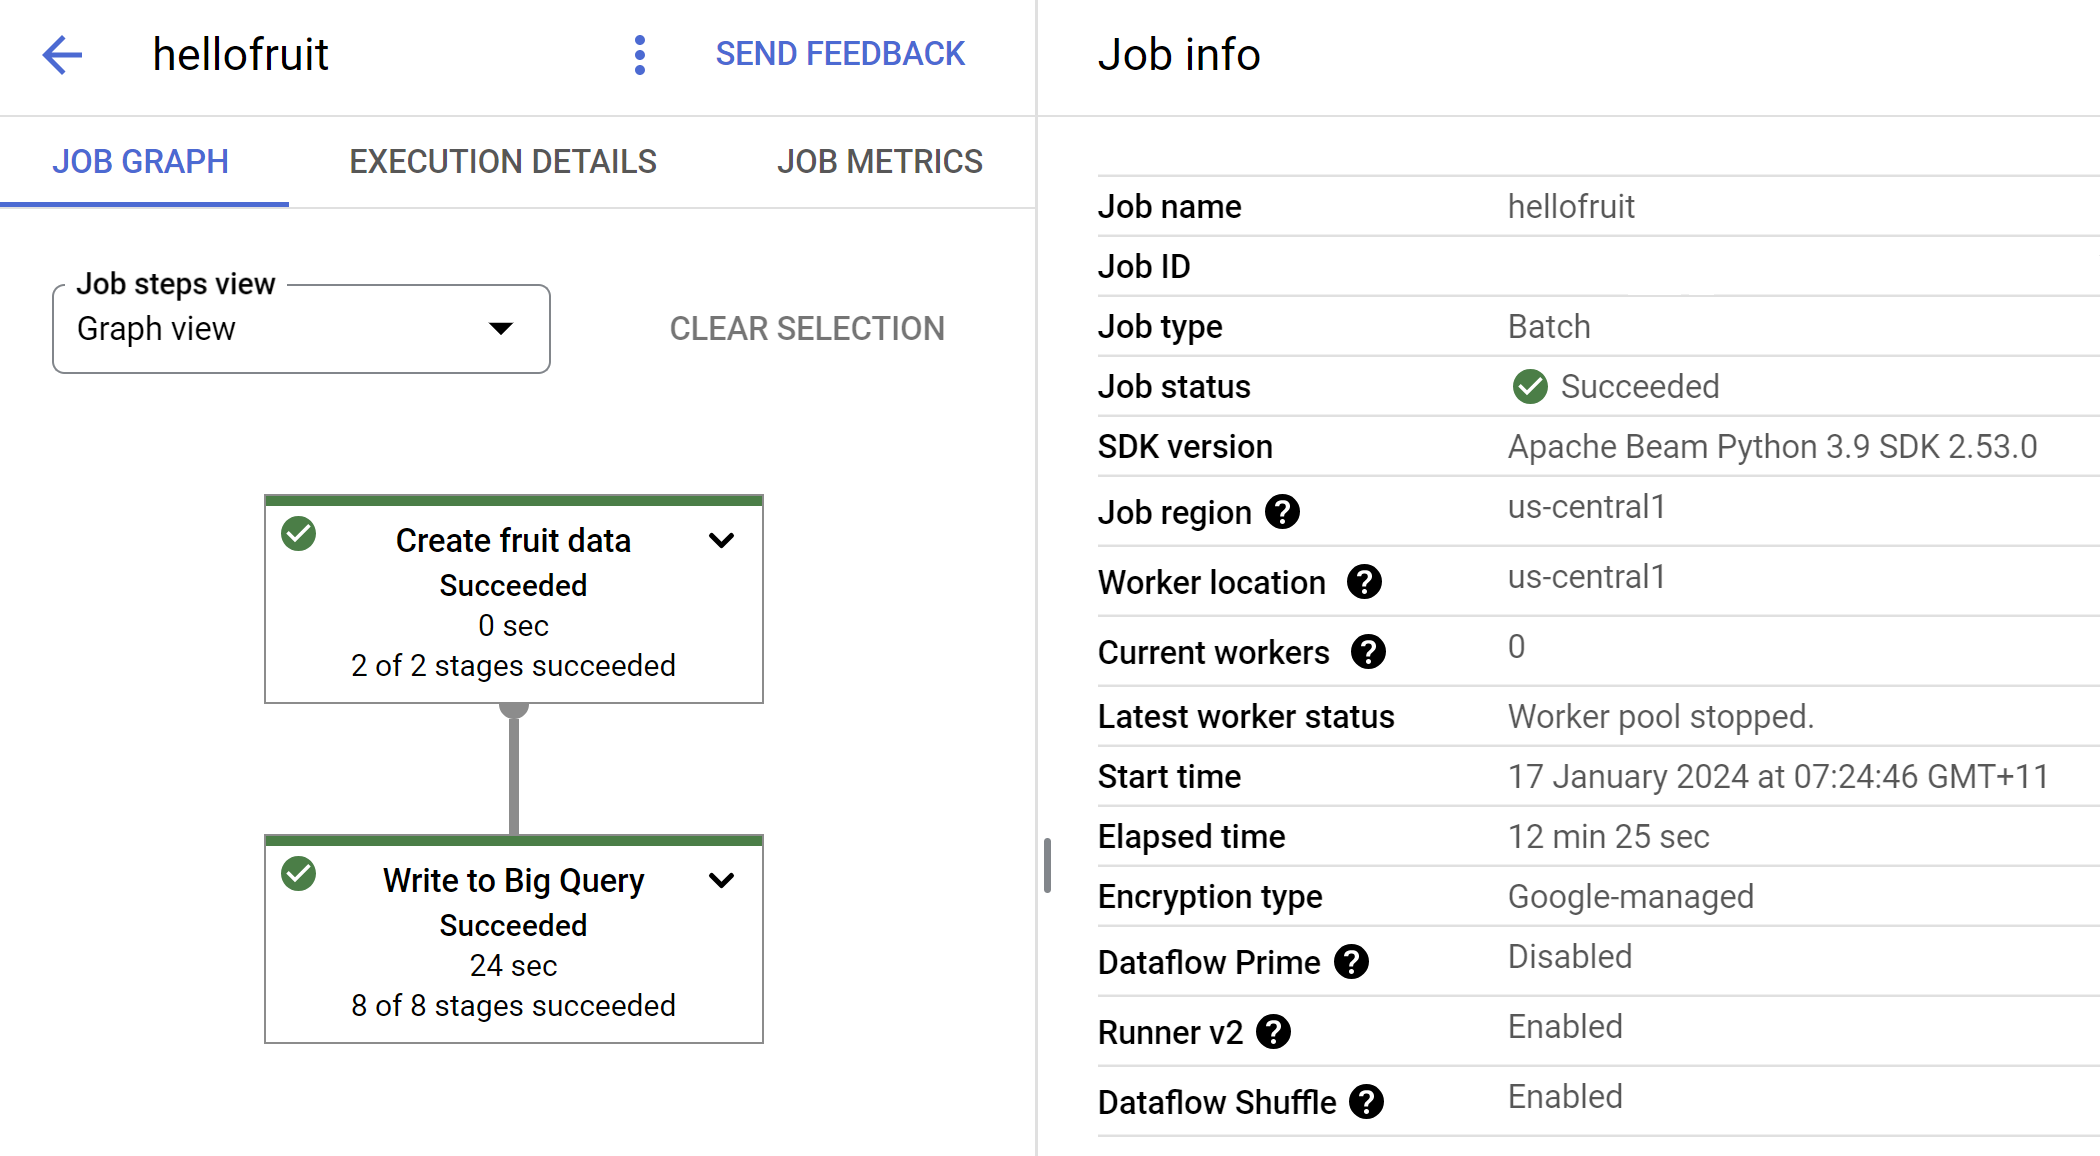 hellofruit
SEND FEEDBACK
JOB GRAPH
EXECUTION DETAILS
JOB METRICS
Job steps view
Graph view
CLEAR SELECTION
Create fruit data
Succeeded
0 sec
2 of 2 stages succeeded
Write to Big Query
Succeeded
24 sec
8 of 8 stages succeeded
Job info
Job name hellofruit
Job ID
Job type Batch
Job status Succeeded
SDK version Apache Beam Python 3.9 SDK 2.53.0
Job region us-central1
Worker location us-central1
Current workers 0
Latest worker status Worker pool stopped.
Start time 17 January 2024 at 07:24:46 GMT+11
Elapsed time 12 min 25 sec
Encryption type Google-managed
Dataflow Prime Disabled
Runner v2 Enabled
Dataflow Shuffle Enabled